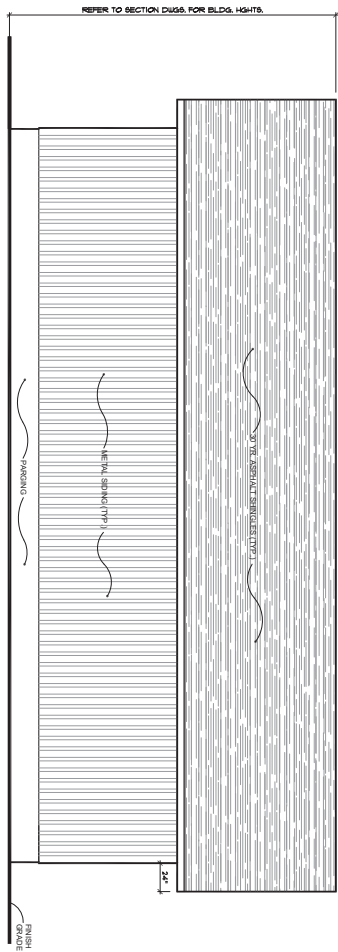 REFER TO SECTION DWGS. FOR BLDG. HGHTS.
30 YR. ASPHALT SHINGLES (TYP.)
METAL SIDING (TYP.)
PARGING
24"
FINISH
GRADE